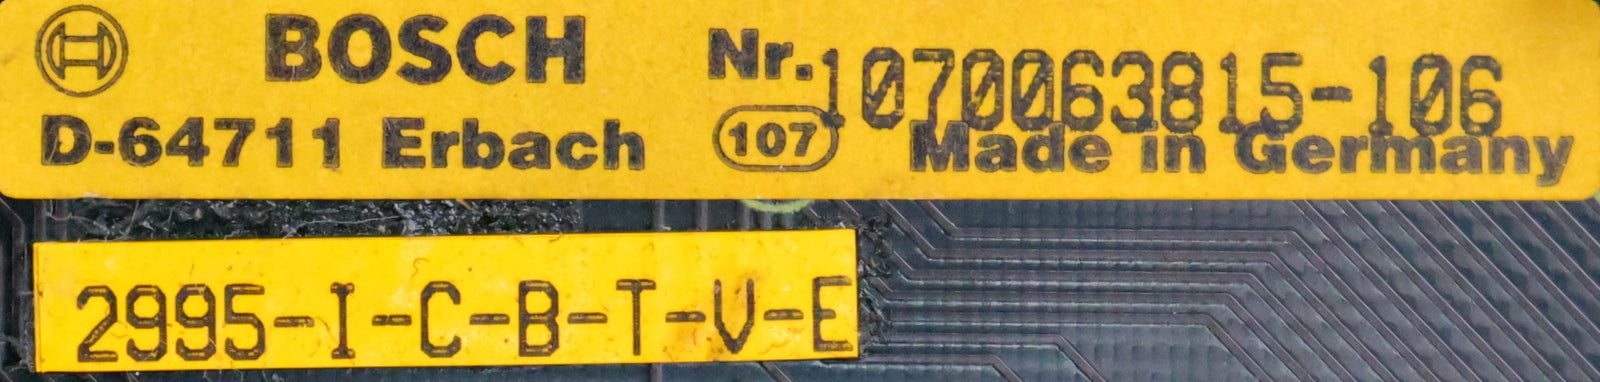 BOSCH Nr. 1070063815-106
D-64711 Erbach 107 Made in Germany
2995-I-C-B-T-V-E